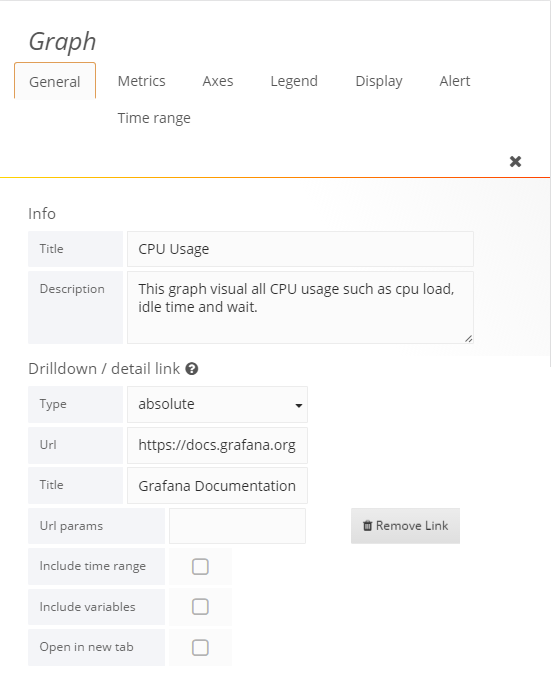 Graph
General Metrics Axes Legend Display Alert
Time range
Info
Title CPU Usage
Description This graph visual all CPU usage such as cpu load,
idle time and wait.
Drilldown / detail link
Type absolute
Url https://docs.grafana.org
Title Grafana Documentation
Url params Remove Link
Include time range
Include variables
Open in new tab